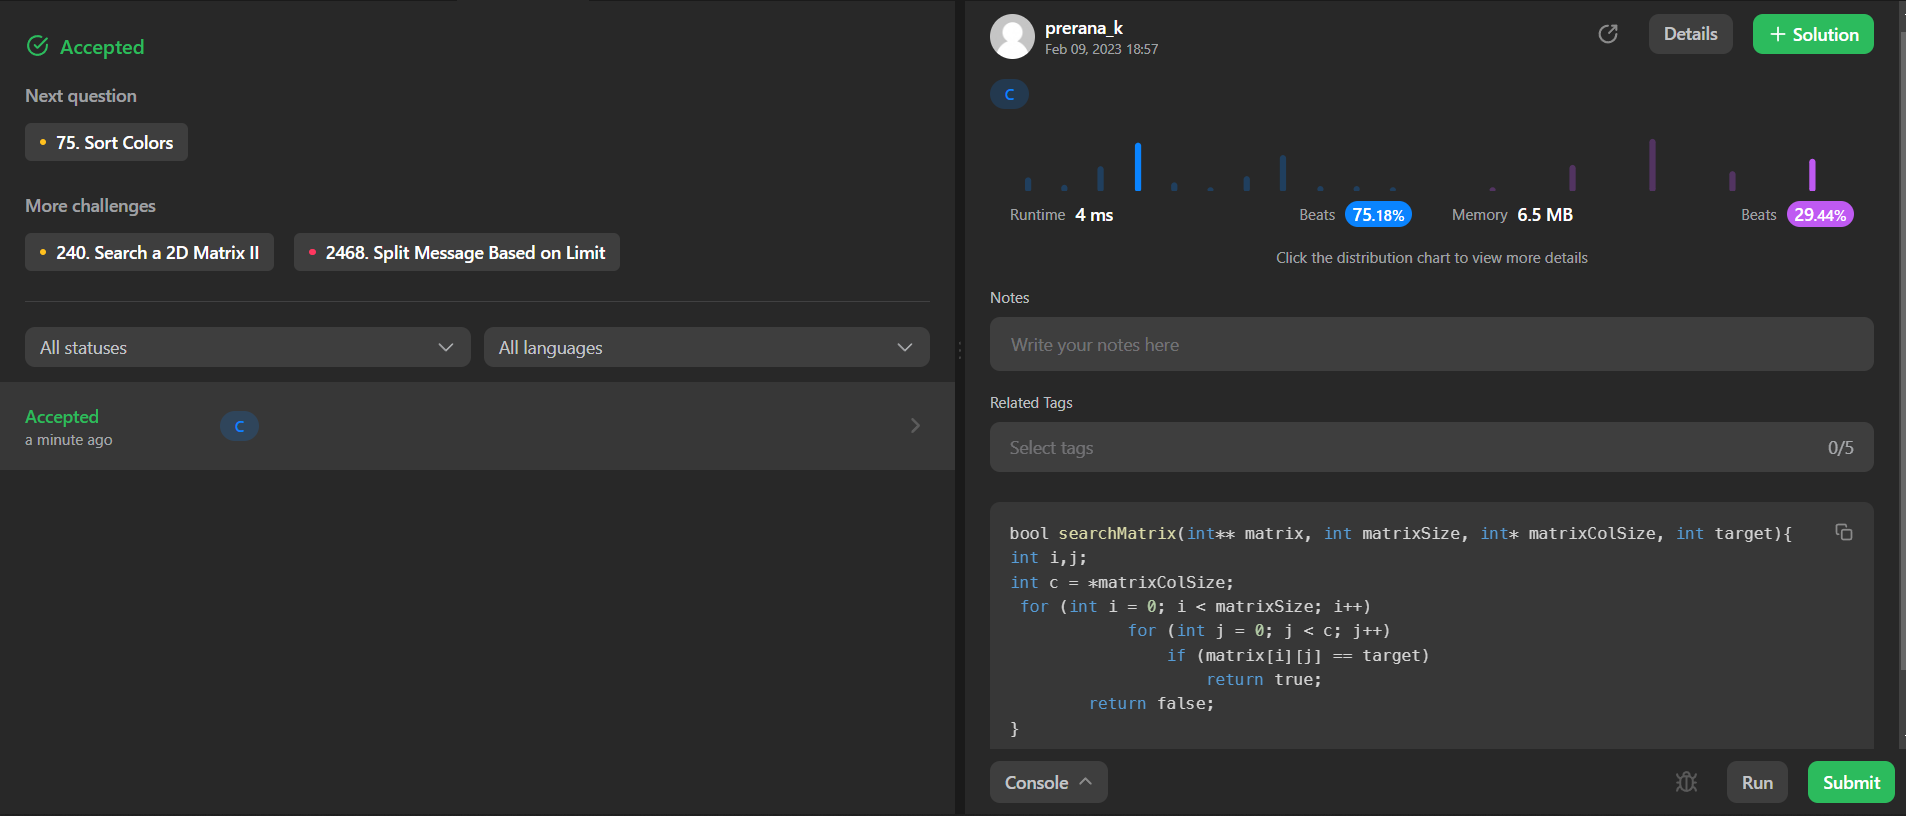 Accepted
Next question
75. Sort Colors
More challenges
240. Search a 2D Matrix II
2468. Split Message Based on Limit
All statuses
All languages
Accepted
a minute ago
C
prerana_k
Feb 09, 2023 18:57
Details
+ Solution
C
Runtime 4 ms
Beats 75.18%
Memory 6.5 MB
Beats 29.44%
Click the distribution chart to view more details
Notes
Write your notes here
Related Tags
Select tags
0/5
bool searchMatrix(int** matrix, int matrixSize, int* matrixColSize, int target){
int i,j;
int c = *matrixColSize;
 for (int i = 0; i < matrixSize; i++)
            for (int j = 0; j < c; j++)
                if (matrix[i][j] == target)
                    return true;
        return false;
}
Console
Run
Submit